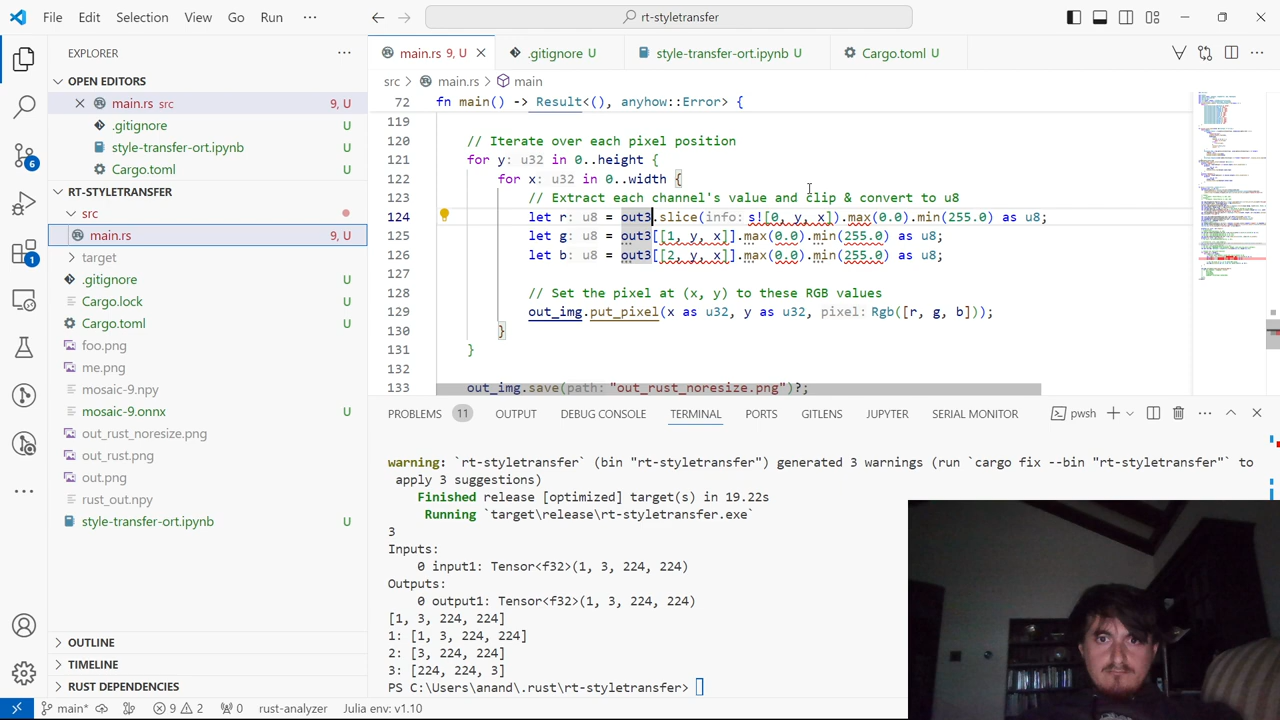 File Edit Selection View Go Run ··· rt-styletransfer
EXPLORER
OPEN EDITORS
main.rs src 9, U
.gitignore U
style-transfer-ort.ipynb U
Cargo.toml U
RT-STYLETRANSFER
src
main.rs 9, U
target
.gitignore U
Cargo.lock U
Cargo.toml U
foo.png
me.png
mosaic-9.npy
mosaic-9.onnx U
out_rust_noresize.png
out_rust.png
out.png
rust_out.npy
style-transfer-ort.ipynb U
OUTLINE
TIMELINE
RUST DEPENDENCIES
6
1
main.rs 9, U .gitignore U style-transfer-ort.ipynb U Cargo.toml U
src > main.rs > main
72 fn main() -> Result<(), anyhow::Error> {
119
120 // Iterate over each pixel position
121 for y in 0..height {
122 for u32 in 0..width {
123 Extract each channel's value and clip & convert to u8
124 u8 = out3.slice(info: s![0, y, x]).max(0.0).min(255.0) as u8;
125 let g: u8 = out3[[1, y, x]].max(0.0).min(255.0) as u8;
126 let b: u8 = out3[[2, y, x]].max(0.0).min(255.0) as u8;
127
128 // Set the pixel at (x, y) to these RGB values
129 out_img.put_pixel(x as u32, y as u32, pixel: Rgb([r, g, b]));
130 }
131 }
132
133 out_img.save(path: "out_rust_noresize.png")?;
PROBLEMS 11 OUTPUT DEBUG CONSOLE TERMINAL PORTS GITLENS JUPYTER SERIAL MONITOR pwsh
warning: `rt-styletransfer` (bin "rt-styletransfer") generated 3 warnings (run `cargo fix --bin "rt-styletransfer"` to
apply 3 suggestions)
Finished release [optimized] target(s) in 19.22s
Running `target\release\rt-styletransfer.exe`
3
Inputs:
0 input1: Tensor<f32>(1, 3, 224, 224)
Outputs:
0 output1: Tensor<f32>(1, 3, 224, 224)
[1, 3, 224, 224]
1: [1, 3, 224, 224]
2: [3, 224, 224]
3: [224, 224, 3]
PS C:\Users\anand\.rust\rt-styletransfer>
main* 9 2 0 rust-analyzer Julia env: v1.10